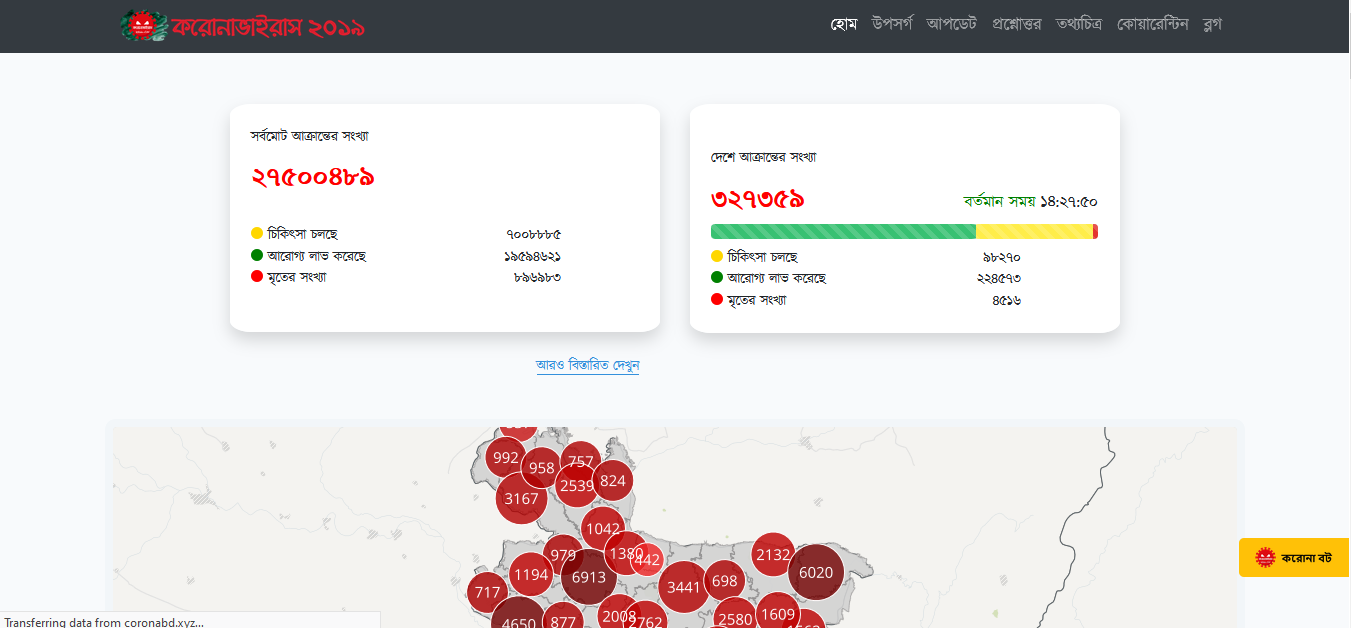 করোনাভাইরাস ২০১৯
হোম উপসর্গ আপডেট প্রশ্নোত্তর তথ্যচিত্র কোয়ারেন্টিন ব্লগ
সর্বমোট আক্রান্তের সংখ্যা
২৭৫০০৪৮৯
চিকিৎসা চলছে ৭০০৮৮৮৫
আরোগ্য লাভ করেছে ১৯৫৯৪৬২১
মৃতের সংখ্যা ৮৯৬৯৮৩
দেশে আক্রান্তের সংখ্যা
৩২৭৩৫৯ বর্তমান সময় ১৪:২৭:৫০
চিকিৎসা চলছে ৯৮২৭০
আরোগ্য লাভ করেছে ২২৪৫৭৩
মৃতের সংখ্যা ৪৫১৬
আরও বিস্তারিত দেখুন
992 958 757
3167 2539 824
1042
979 1380 442 2132
1194 6913 3441 698 6020
717
4650 877 2008 2762 2580 1609
করোনা বট
Transferring data from coronabd.xyz...